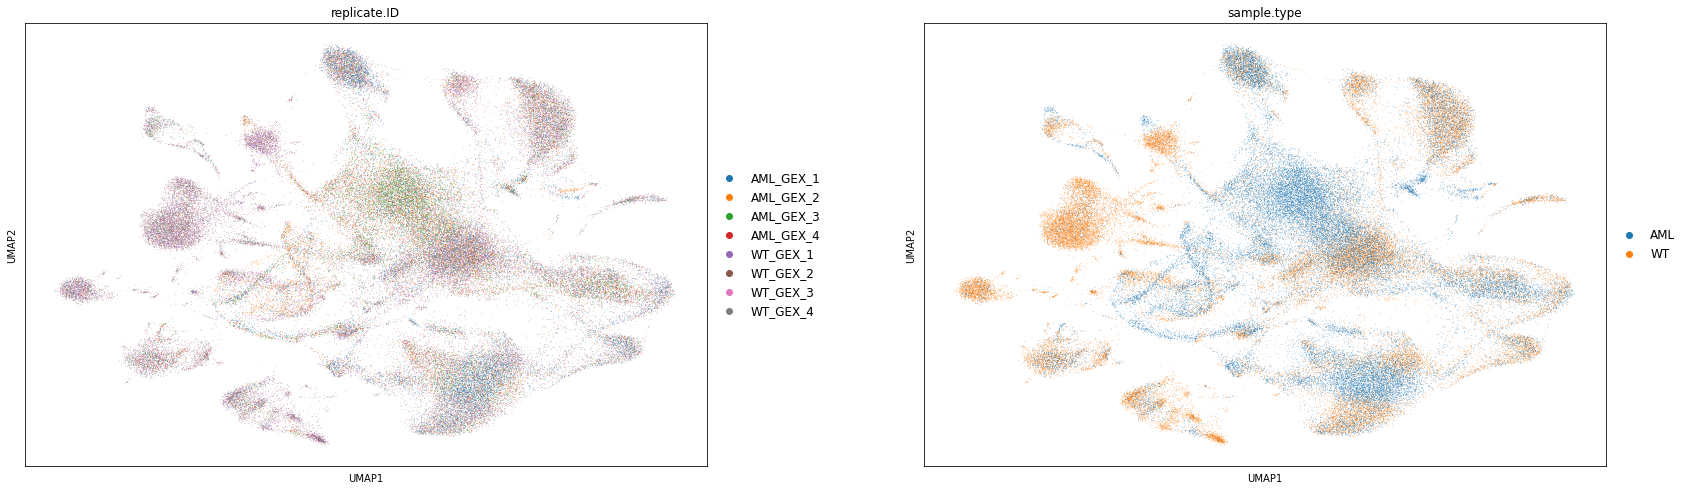 replicate.ID
UMAP2
UMAP1
AML_GEX_1
AML_GEX_2
AML_GEX_3
AML_GEX_4
WT_GEX_1
WT_GEX_2
WT_GEX_3
WT_GEX_4
sample.type
UMAP2
UMAP1
AML
WT